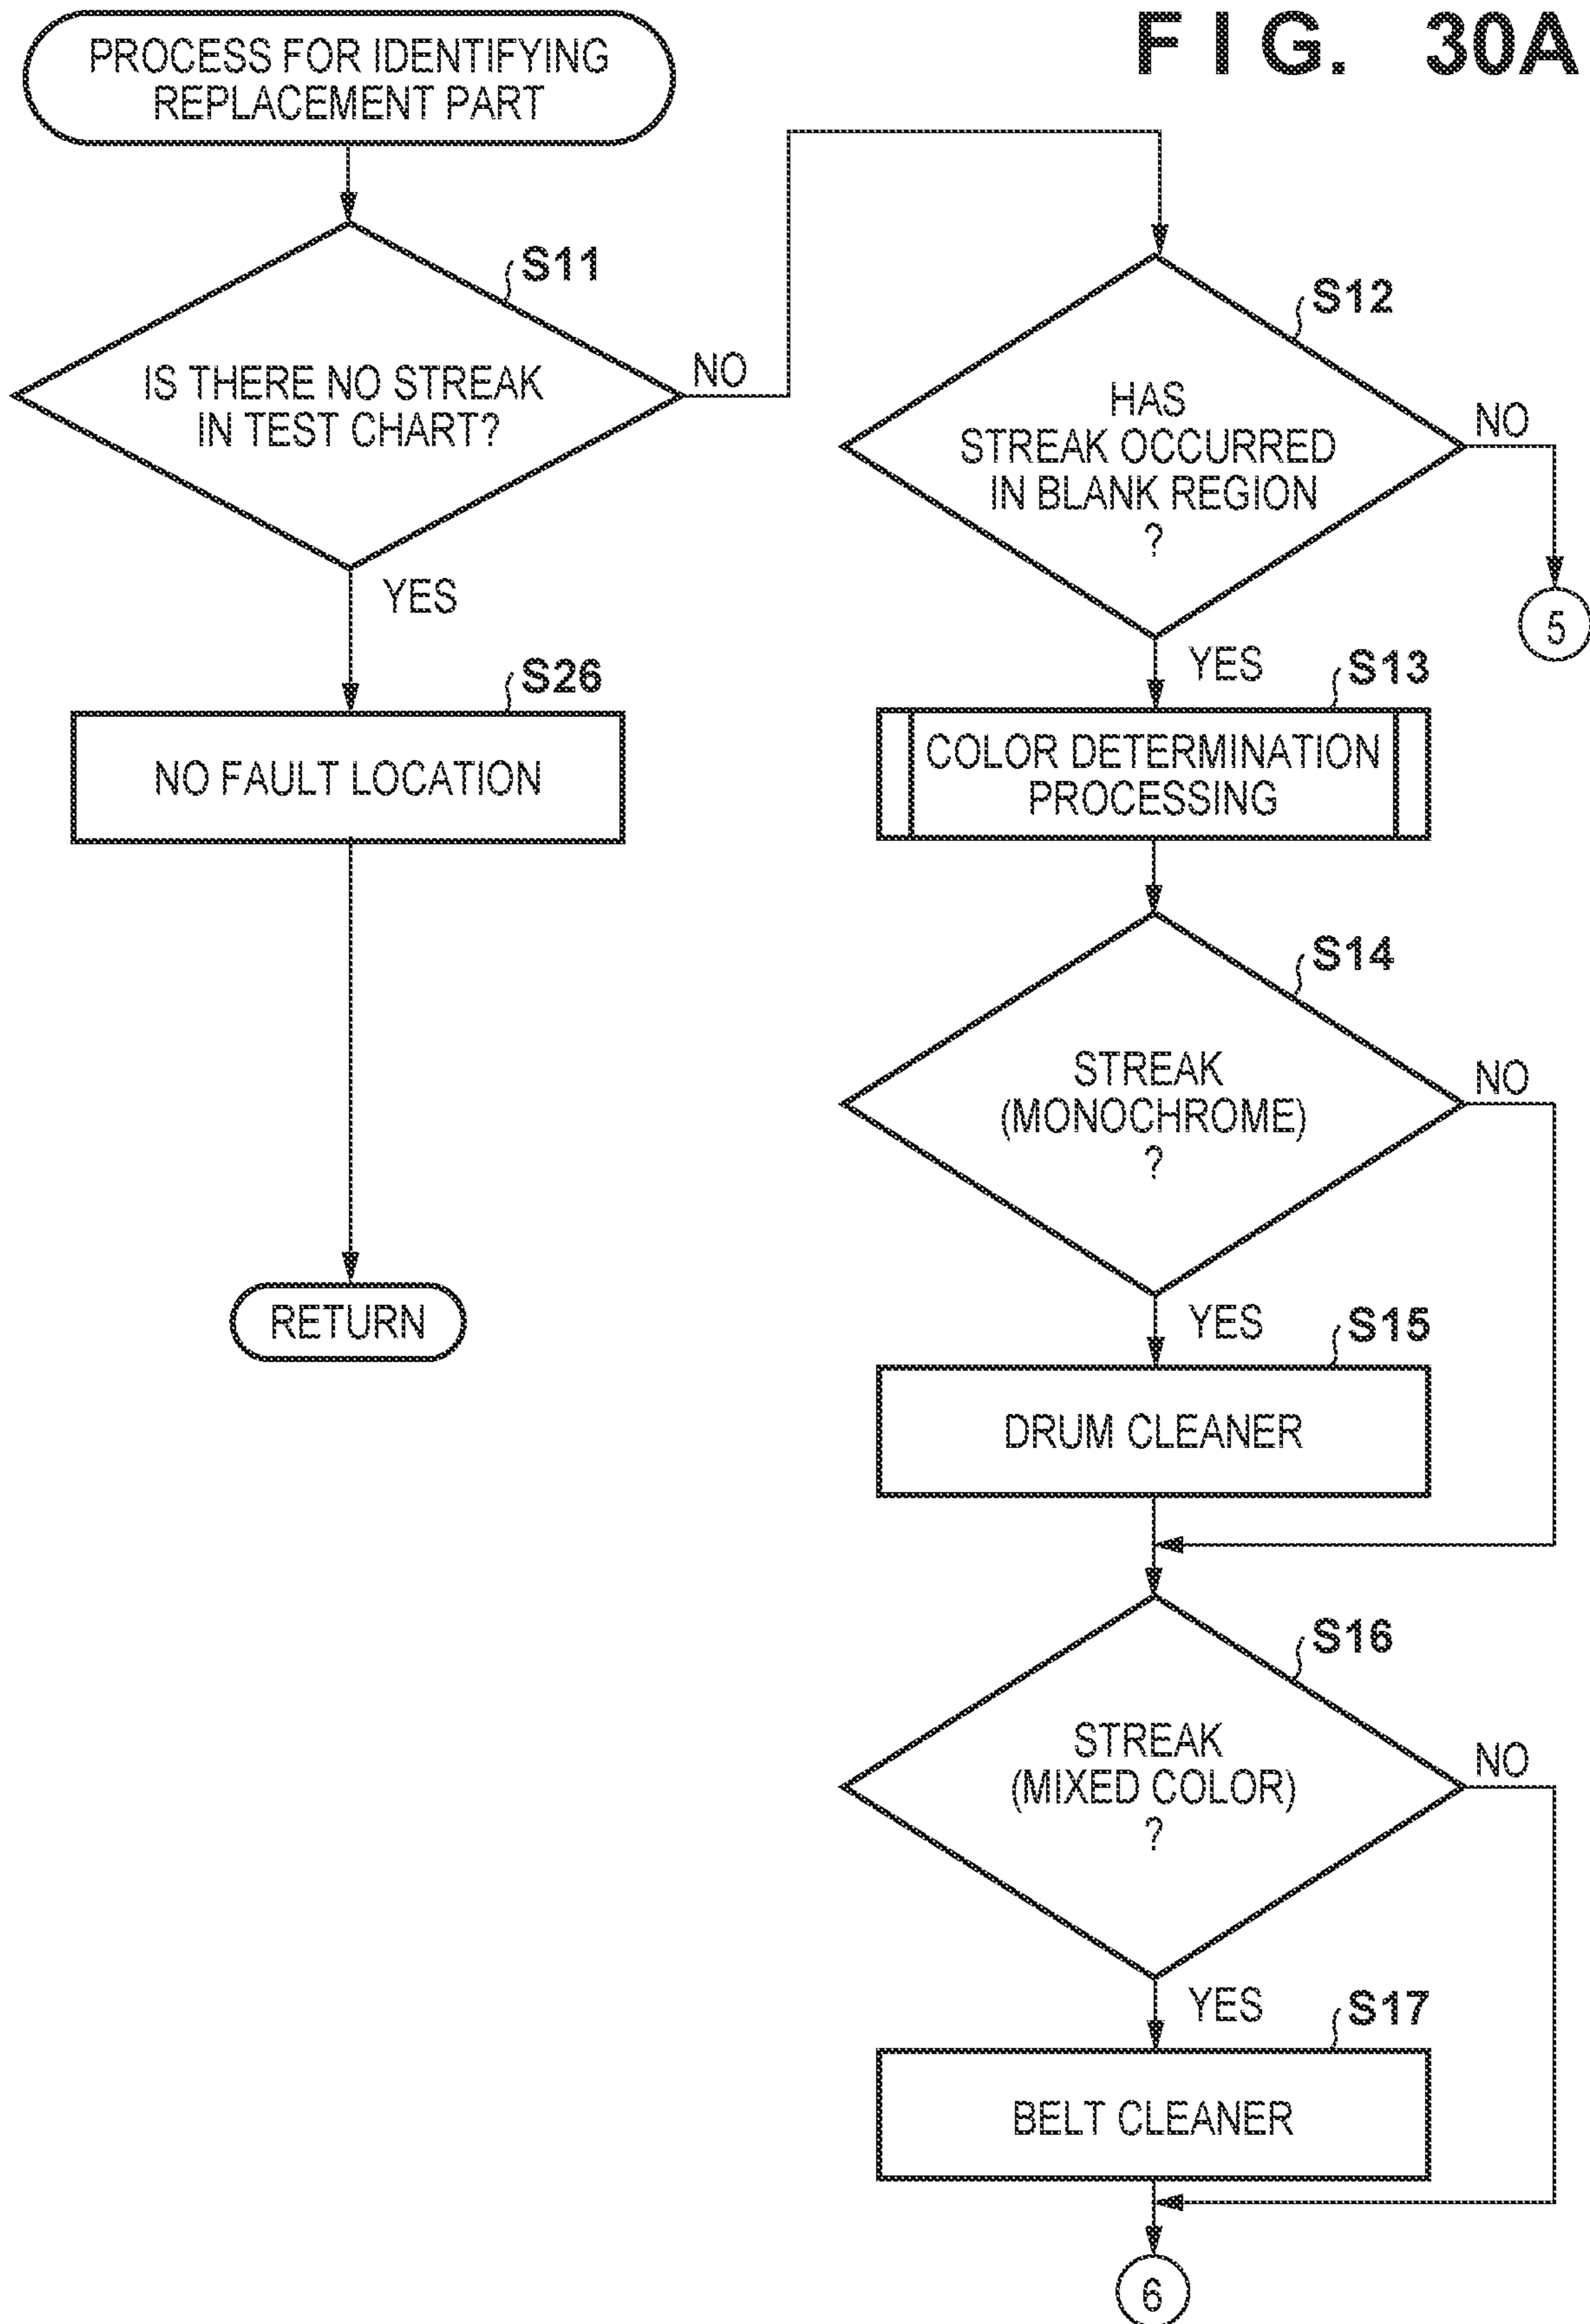 FIG. 30A
PROCESS FOR IDENTIFYING
REPLACEMENT PART
S11
IS THERE NO STREAK
IN TEST CHART?
NO
YES
S26
NO FAULT LOCATION
RETURN
S12
HAS
STREAK OCCURRED
IN BLANK REGION
?
NO
5
YES
S13
COLOR DETERMINATION
PROCESSING
S14
STREAK
(MONOCHROME)
?
NO
YES
S15
DRUM CLEANER
S16
STREAK
(MIXED COLOR)
?
NO
YES
S17
BELT CLEANER
6